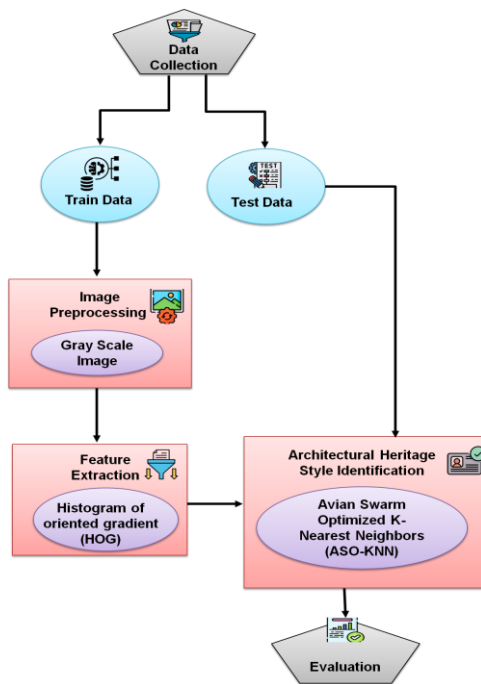 Data
Collection
Train Data
TEST
Test Data
Image
Preprocessing
Gray Scale
Image
Feature
Extraction
Histogram of
oriented gradient
(HOG)
Architectural Heritage
Style Identification
Avian Swarm
Optimized K-
Nearest Neighbors
(ASO-KNN)
Evaluation